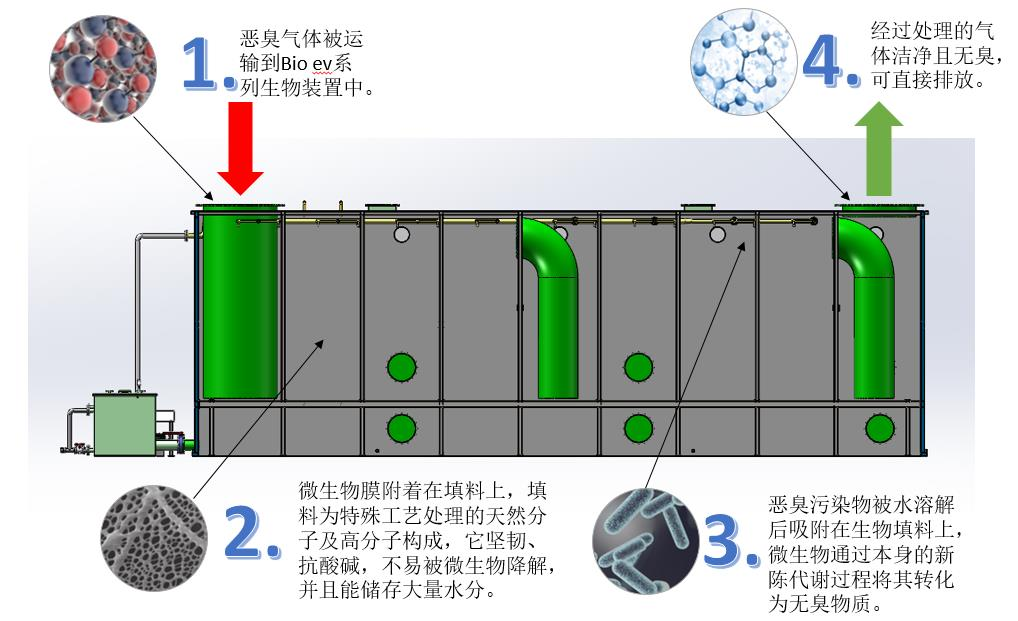 1.
恶臭气体被运
输到Bio ev系
列生物装置中。
4.
经过处理的气
体洁净且无臭，
可直接排放。
2.
微生物膜附着在填料上，填
料为特殊工艺处理的天然分
子及高分子构成，它坚韧、
抗酸碱，不易被微生物降解，
并且能储存大量水分。
3.
恶臭污染物被水溶解
后吸附在生物填料上，
微生物通过本身的新
陈代谢过程将其转化
为无臭物质。